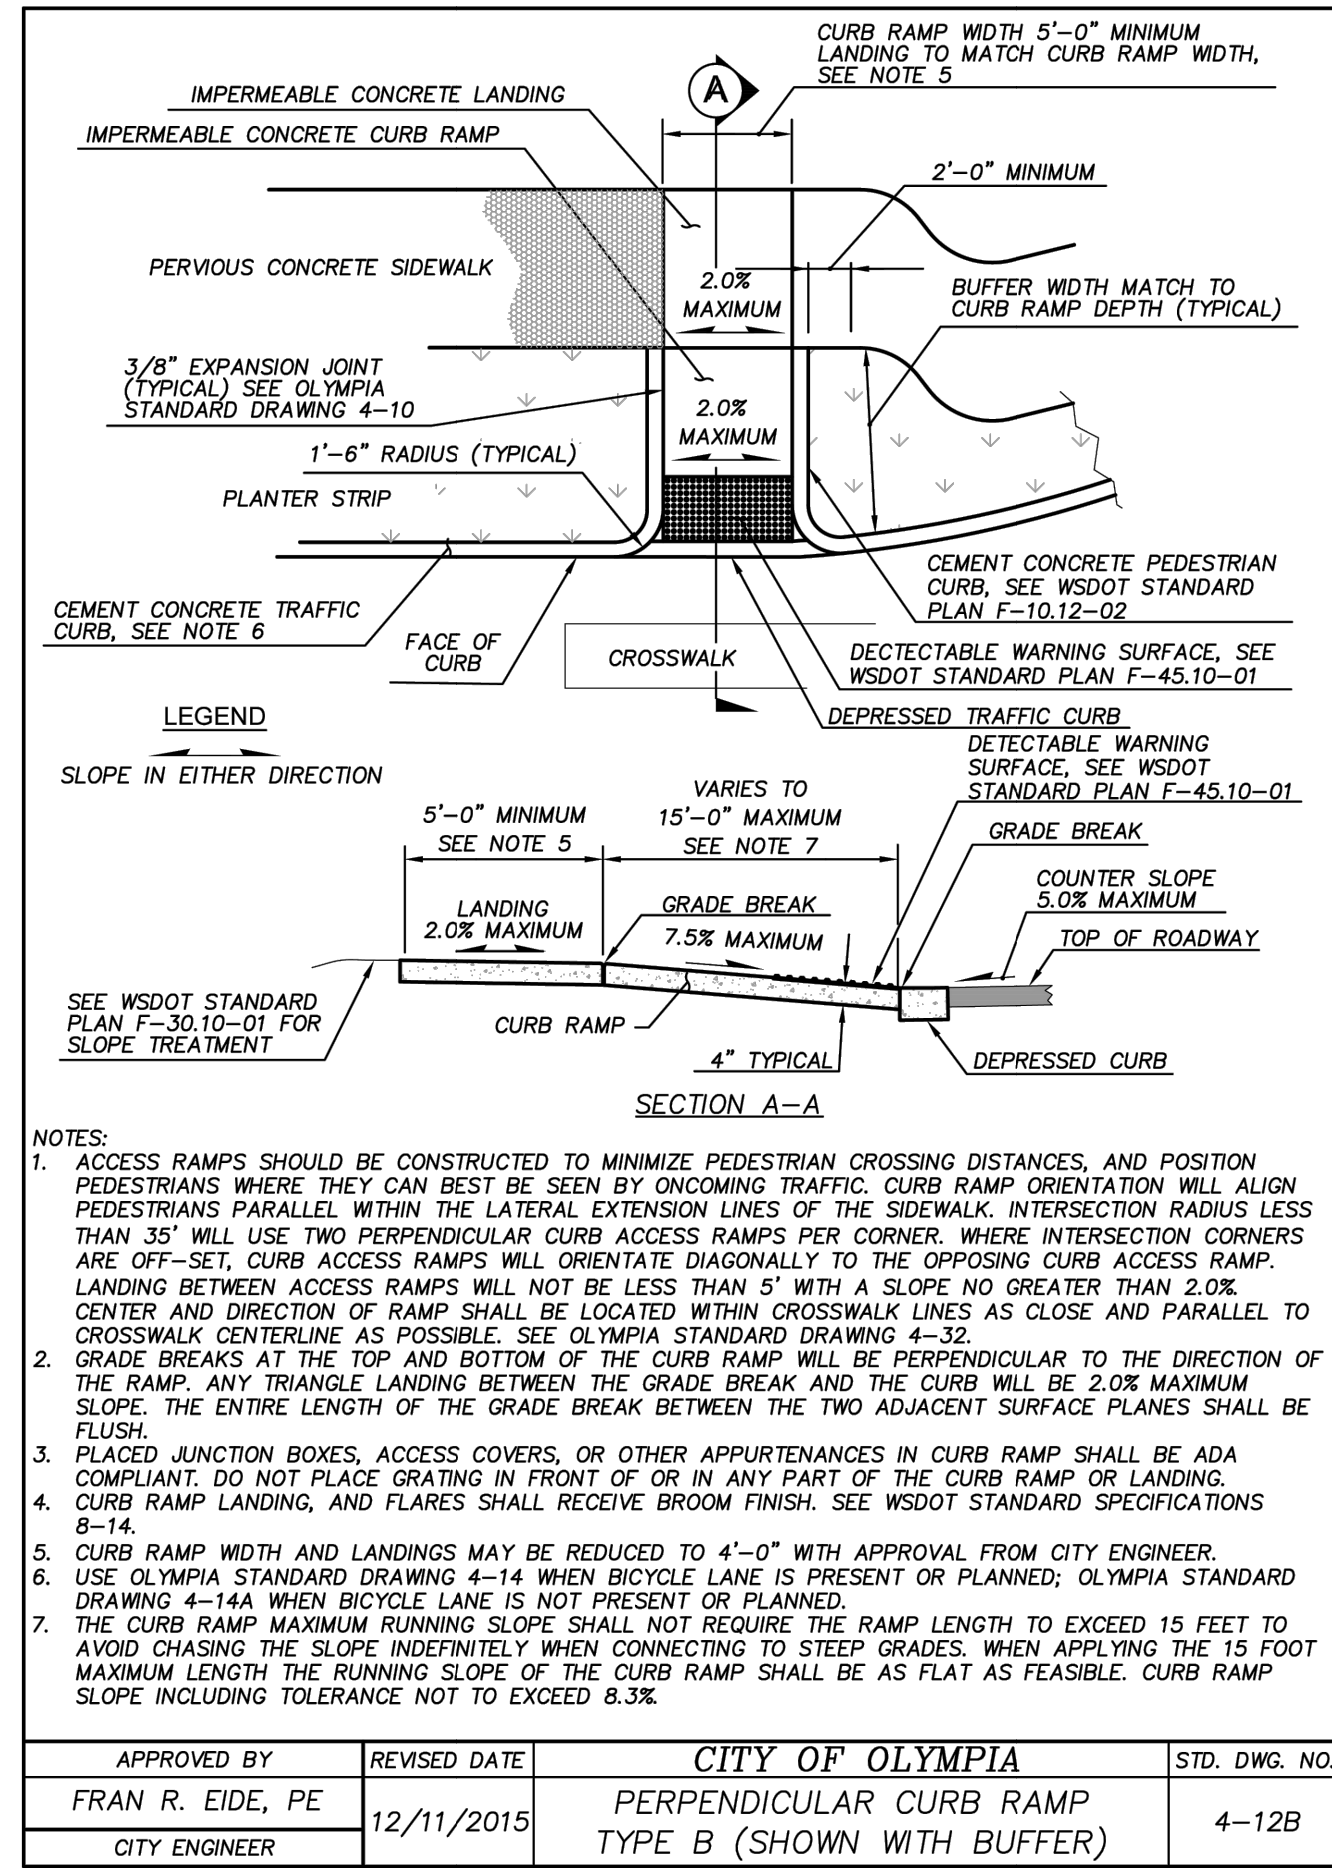 CURB RAMP WIDTH 5'-0" MINIMUM
LANDING TO MATCH CURB RAMP WIDTH,
SEE NOTE 5
A
IMPERMEABLE CONCRETE LANDING
IMPERMEABLE CONCRETE CURB RAMP
2'-0" MINIMUM
PERVIOUS CONCRETE SIDEWALK
2.0%
MAXIMUM
BUFFER WIDTH MATCH TO
CURB RAMP DEPTH (TYPICAL)
3/8" EXPANSION JOINT
(TYPICAL) SEE OLYMPIA
STANDARD DRAWING 4-10
2.0%
MAXIMUM
1'-6" RADIUS (TYPICAL)
PLANTER STRIP
CEMENT CONCRETE PEDESTRIAN
CURB, SEE WSDOT STANDARD
PLAN F-10.12-02
CEMENT CONCRETE TRAFFIC
CURB, SEE NOTE 6
FACE OF
CURB
CROSSWALK
DECTECTABLE WARNING SURFACE, SEE
WSDOT STANDARD PLAN F-45.10-01
DEPRESSED TRAFFIC CURB
LEGEND
SLOPE IN EITHER DIRECTION
DETECTABLE WARNING
SURFACE, SEE WSDOT
STANDARD PLAN F-45.10-01
5'-0" MINIMUM
SEE NOTE 5
VARIES TO
15'-0" MAXIMUM
SEE NOTE 7
GRADE BREAK
COUNTER SLOPE
5.0% MAXIMUM
LANDING
2.0% MAXIMUM
GRADE BREAK
7.5% MAXIMUM
TOP OF ROADWAY
SEE WSDOT STANDARD
PLAN F-30.10-01 FOR
SLOPE TREATMENT
CURB RAMP
4" TYPICAL
DEPRESSED CURB
SECTION A-A
NOTES:
1. ACCESS RAMPS SHOULD BE CONSTRUCTED TO MINIMIZE PEDESTRIAN CROSSING DISTANCES, AND POSITION
PEDESTRIANS WHERE THEY CAN BEST BE SEEN BY ONCOMING TRAFFIC. CURB RAMP ORIENTATION WILL ALIGN
PEDESTRIANS PARALLEL WITHIN THE LATERAL EXTENSION LINES OF THE SIDEWALK. INTERSECTION RADIUS LESS
THAN 35' WILL USE TWO PERPENDICULAR CURB ACCESS RAMPS PER CORNER. WHERE INTERSECTION CORNERS
ARE OFF-SET, CURB ACCESS RAMPS WILL ORIENTATE DIAGONALLY TO THE OPPOSING CURB ACCESS RAMP.
LANDING BETWEEN ACCESS RAMPS WILL NOT BE LESS THAN 5' WITH A SLOPE NO GREATER THAN 2.0%.
CENTER AND DIRECTION OF RAMP SHALL BE LOCATED WITHIN CROSSWALK LINES AS CLOSE AND PARALLEL TO
CROSSWALK CENTERLINE AS POSSIBLE. SEE OLYMPIA STANDARD DRAWING 4-32.
2. GRADE BREAKS AT THE TOP AND BOTTOM OF THE CURB RAMP WILL BE PERPENDICULAR TO THE DIRECTION OF
THE RAMP. ANY TRIANGLE LANDING BETWEEN THE GRADE BREAK AND THE CURB WILL BE 2.0% MAXIMUM
SLOPE. THE ENTIRE LENGTH OF THE GRADE BREAK BETWEEN THE TWO ADJACENT SURFACE PLANES SHALL BE
FLUSH.
3. PLACED JUNCTION BOXES, ACCESS COVERS, OR OTHER APPURTENANCES IN CURB RAMP SHALL BE ADA
COMPLIANT. DO NOT PLACE GRATING IN FRONT OF OR IN ANY PART OF THE CURB RAMP OR LANDING.
4. CURB RAMP LANDING, AND FLARES SHALL RECEIVE BROOM FINISH. SEE WSDOT STANDARD SPECIFICATIONS
8-14.
5. CURB RAMP WIDTH AND LANDINGS MAY BE REDUCED TO 4'-0" WITH APPROVAL FROM CITY ENGINEER.
6. USE OLYMPIA STANDARD DRAWING 4-14 WHEN BICYCLE LANE IS PRESENT OR PLANNED; OLYMPIA STANDARD
DRAWING 4-14A WHEN BICYCLE LANE IS NOT PRESENT OR PLANNED.
7. THE CURB RAMP MAXIMUM RUNNING SLOPE SHALL NOT REQUIRE THE RAMP LENGTH TO EXCEED 15 FEET TO
AVOID CHASING THE SLOPE INDEFINITELY WHEN CONNECTING TO STEEP GRADES. WHEN APPLYING THE 15 FOOT
MAXIMUM LENGTH THE RUNNING SLOPE OF THE CURB RAMP SHALL BE AS FLAT AS FEASIBLE. CURB RAMP
SLOPE INCLUDING TOLERANCE NOT TO EXCEED 8.3%.
APPROVED BY
FRAN R. EIDE, PE
CITY ENGINEER
REVISED DATE
12/11/2015
CITY OF OLYMPIA
PERPENDICULAR CURB RAMP
TYPE B (SHOWN WITH BUFFER)
STD. DWG. NO.
4-12B